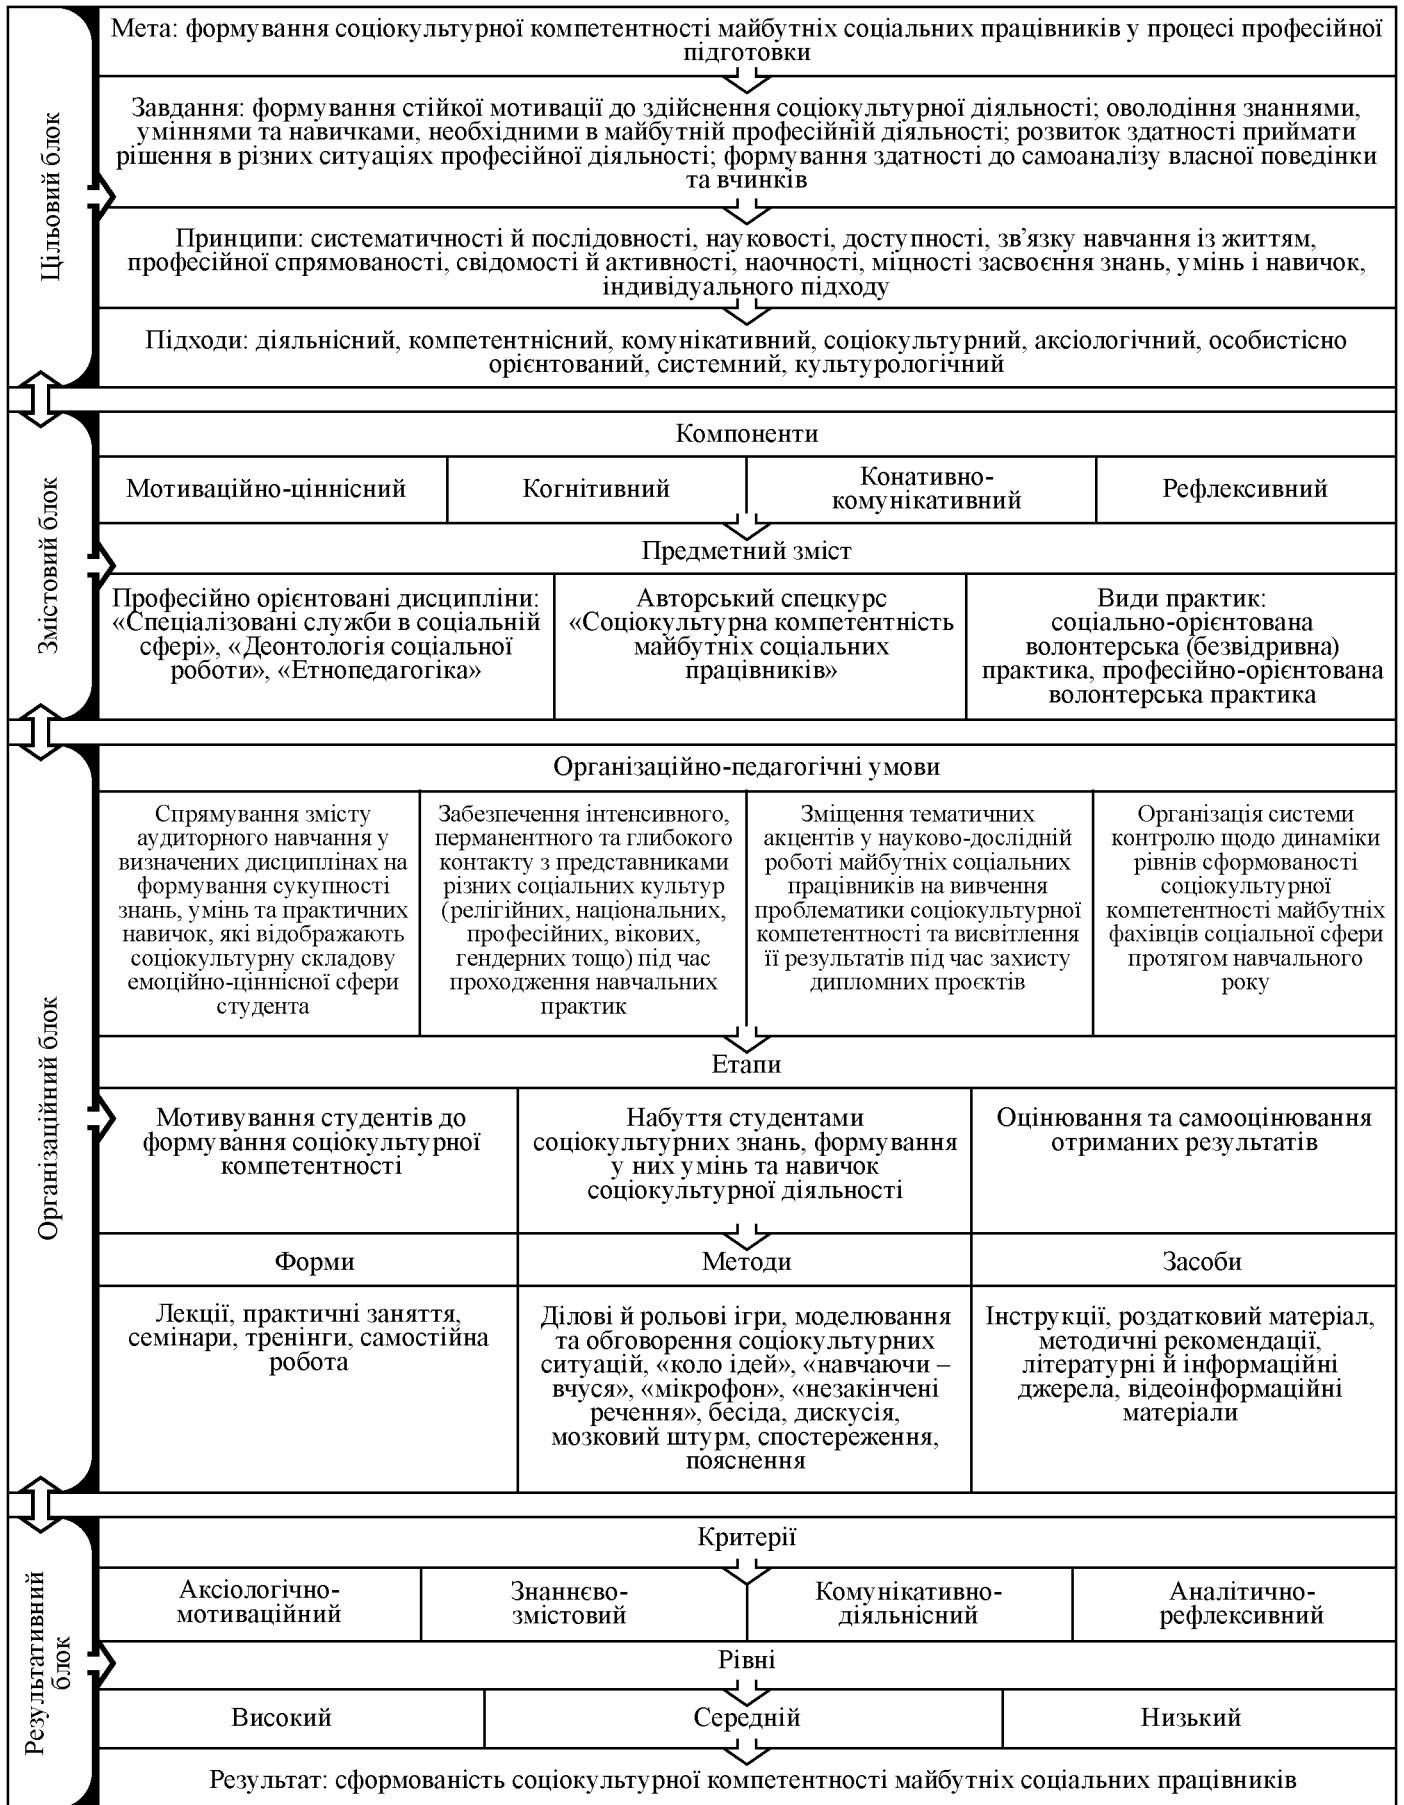 Цільовий блок
Мета: формування соціокультурної компетентності майбутніх соціальних працівників у процесі професійної
підготовки
Завдання: формування стійкої мотивації до здійснення соціокультурної діяльності; оволодіння знаннями,
уміннями та навичками, необхідними в майбутній професійній діяльності; розвиток здатності приймати
рішення в різних ситуаціях професійної діяльності; формування здатності до самоаналізу власної поведінки
та вчинків
Принципи: систематичності й послідовності, науковості, доступності, зв’язку навчання із життям,
професійної спрямованості, свідомості й активності, наочності, міцності засвоєння знань, умінь і навичок,
індивідуального підходу
Підходи: діяльнісний, компетентнісний, комунікативний, соціокультурний, аксіологічний, особистісно
орієнтований, системний, культурологічний
Змістовий блок
Компоненти
Мотиваційно-ціннісний
Когнітивний
Конативно-
комунікативний
Рефлексивний
Предметний зміст
Професійно орієнтовані дисципліни:
«Спеціалізовані служби в соціальній
сфері», «Деонтологія соціальної
роботи», «Етнопедагогіка»
Авторський спецкурс
«Соціокультурна компетентність
майбутніх соціальних
працівників»
Види практик:
соціально-орієнтована
волонтерська (безвідривна)
практика, професійно-орієнтована
волонтерська практика
Організаційний блок
Організаційно-педагогічні умови
Спрямування змісту
аудиторного навчання у
визначених дисциплінах на
формування сукупності
знань, умінь та практичних
навичок, які відображають
соціокультурну складову
емоційно-ціннісної сфери
студента
Забезпечення інтенсивного,
перманентного та глибокого
контакту з представниками
різних соціальних культур
(релігійних, національних,
професійних, вікових,
гендерних тощо) під час
проходження навчальних
практик
Зміщення тематичних
акцентів у науково-дослідній
роботі майбутніх соціальних
працівників на вивчення
проблематики соціокультурної
компетентності та висвітлення
її результатів під час захисту
дипломних проєктів
Організація системи
контролю щодо динаміки
рівнів сформованості
соціокультурної
компетентності майбутніх
фахівців соціальної сфери
протягом навчального
року
Етапи
Мотивування студентів до
формування соціокультурної
компетентності
Набуття студентами
соціокультурних знань, формування
у них умінь та навичок
соціокультурної діяльності
Оцінювання та самооцінювання
отриманих результатів
Форми
Методи
Засоби
Лекції, практичні заняття,
семінари, тренінги, самостійна
робота
Ділові й рольові ігри, моделювання
та обговорення соціокультурних
ситуацій, «коло ідей», «навчаючи –
вчуся», «мікрофон», «незакінчені
речення», бесіда, дискусія,
мозковий штурм, спостереження,
пояснення
Інструкції, роздатковий матеріал,
методичні рекомендації,
літературні й інформаційні
джерела, відеоінформаційні
матеріали
Результативний
блок
Критерії
Аксіологічно-
мотиваційний
Знаннєво-
змістовий
Комунікативно-
діяльнісний
Аналітично-
рефлексивний
Рівні
Високий
Середній
Низький
Результат: сформованість соціокультурної компетентності майбутніх соціальних працівників